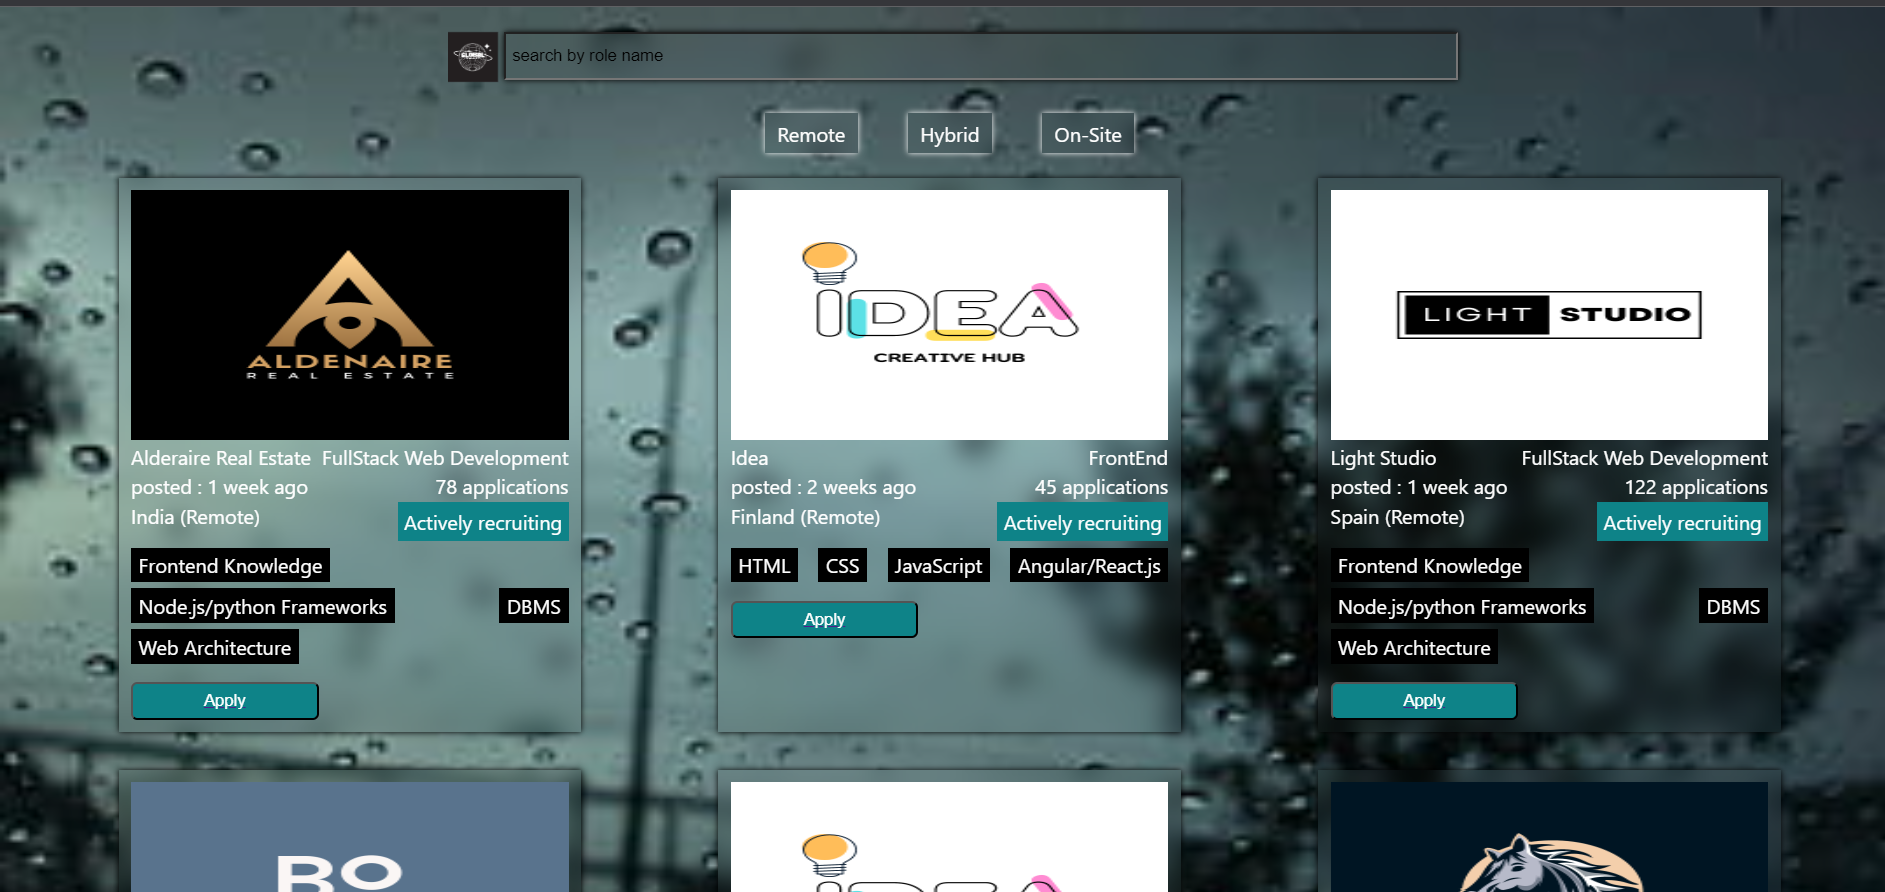 GLOBAL
search by role name
Remote
Hybrid
On-Site
ALDENAIRE
REAL ESTATE
Alderaire Real Estate
FullStack Web Development
posted : 1 week ago
78 applications
India (Remote)
Actively recruiting
Frontend Knowledge
Node.js/python Frameworks
DBMS
Web Architecture
Apply
iDEA
CREATIVE HUB
Idea
FrontEnd
posted : 2 weeks ago
45 applications
Finland (Remote)
Actively recruiting
HTML
CSS
JavaScript
Angular/React.js
Apply
LIGHT STUDIO
Light Studio
FullStack Web Development
posted : 1 week ago
122 applications
Spain (Remote)
Actively recruiting
Frontend Knowledge
Node.js/python Frameworks
DBMS
Web Architecture
Apply
BO